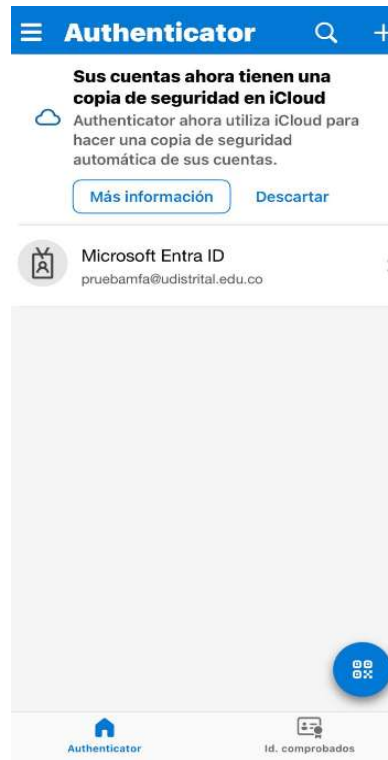 Authenticator
Sus cuentas ahora tienen una
copia de seguridad en iCloud
Authenticator ahora utiliza iCloud para
hacer una copia de seguridad
automática de sus cuentas.
Más información Descartar
Microsoft Entra ID
pruebamfa@udistrital.edu.co
Authenticator Id. comprobados